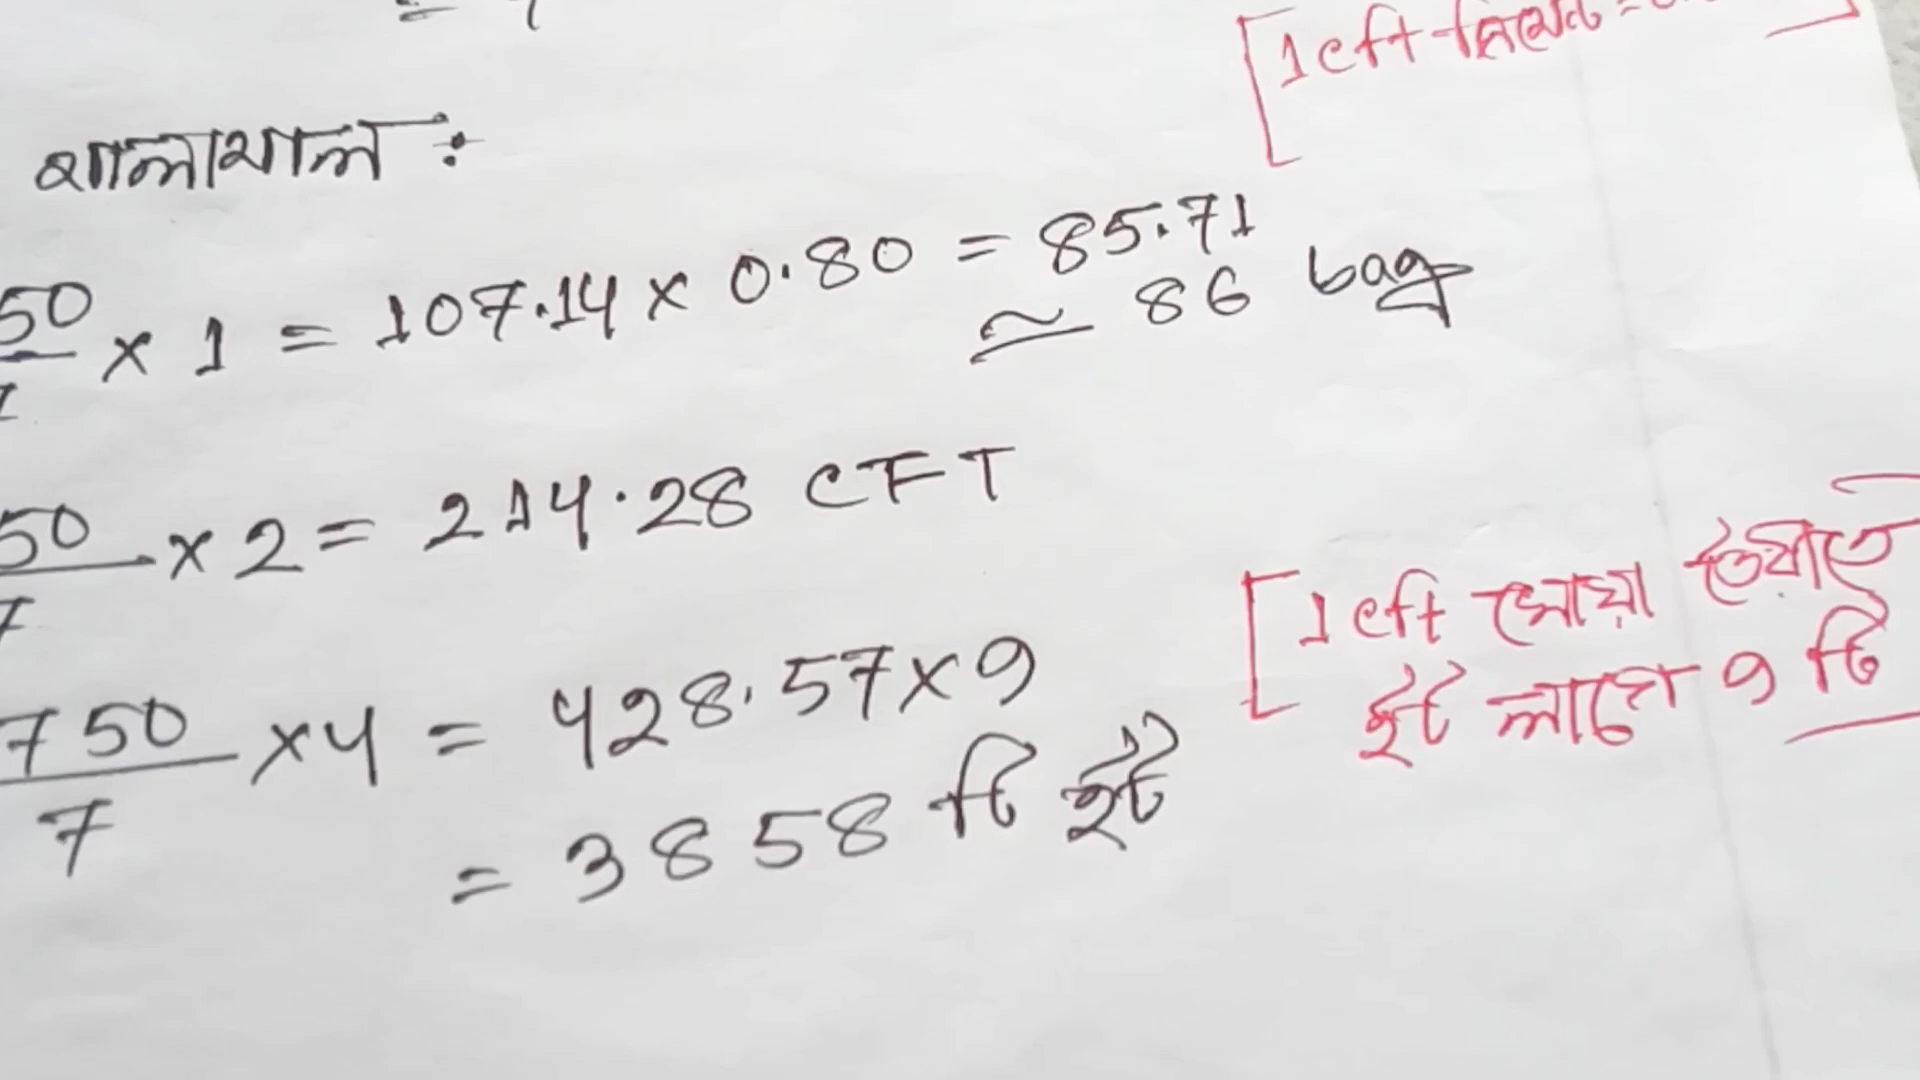 [1 cft সিমেন্ট =
মালামাল :
50 × 1 = 107.14 × 0.80 = 85.71
≃ 86 bag
50 × 2 = 214.28 CFT
7
750 × 4 = 428.57 × 9
7
= 3858 টি ইট
[1 cft খোয়া তৈরীতে
ইট লাগে 9 টি